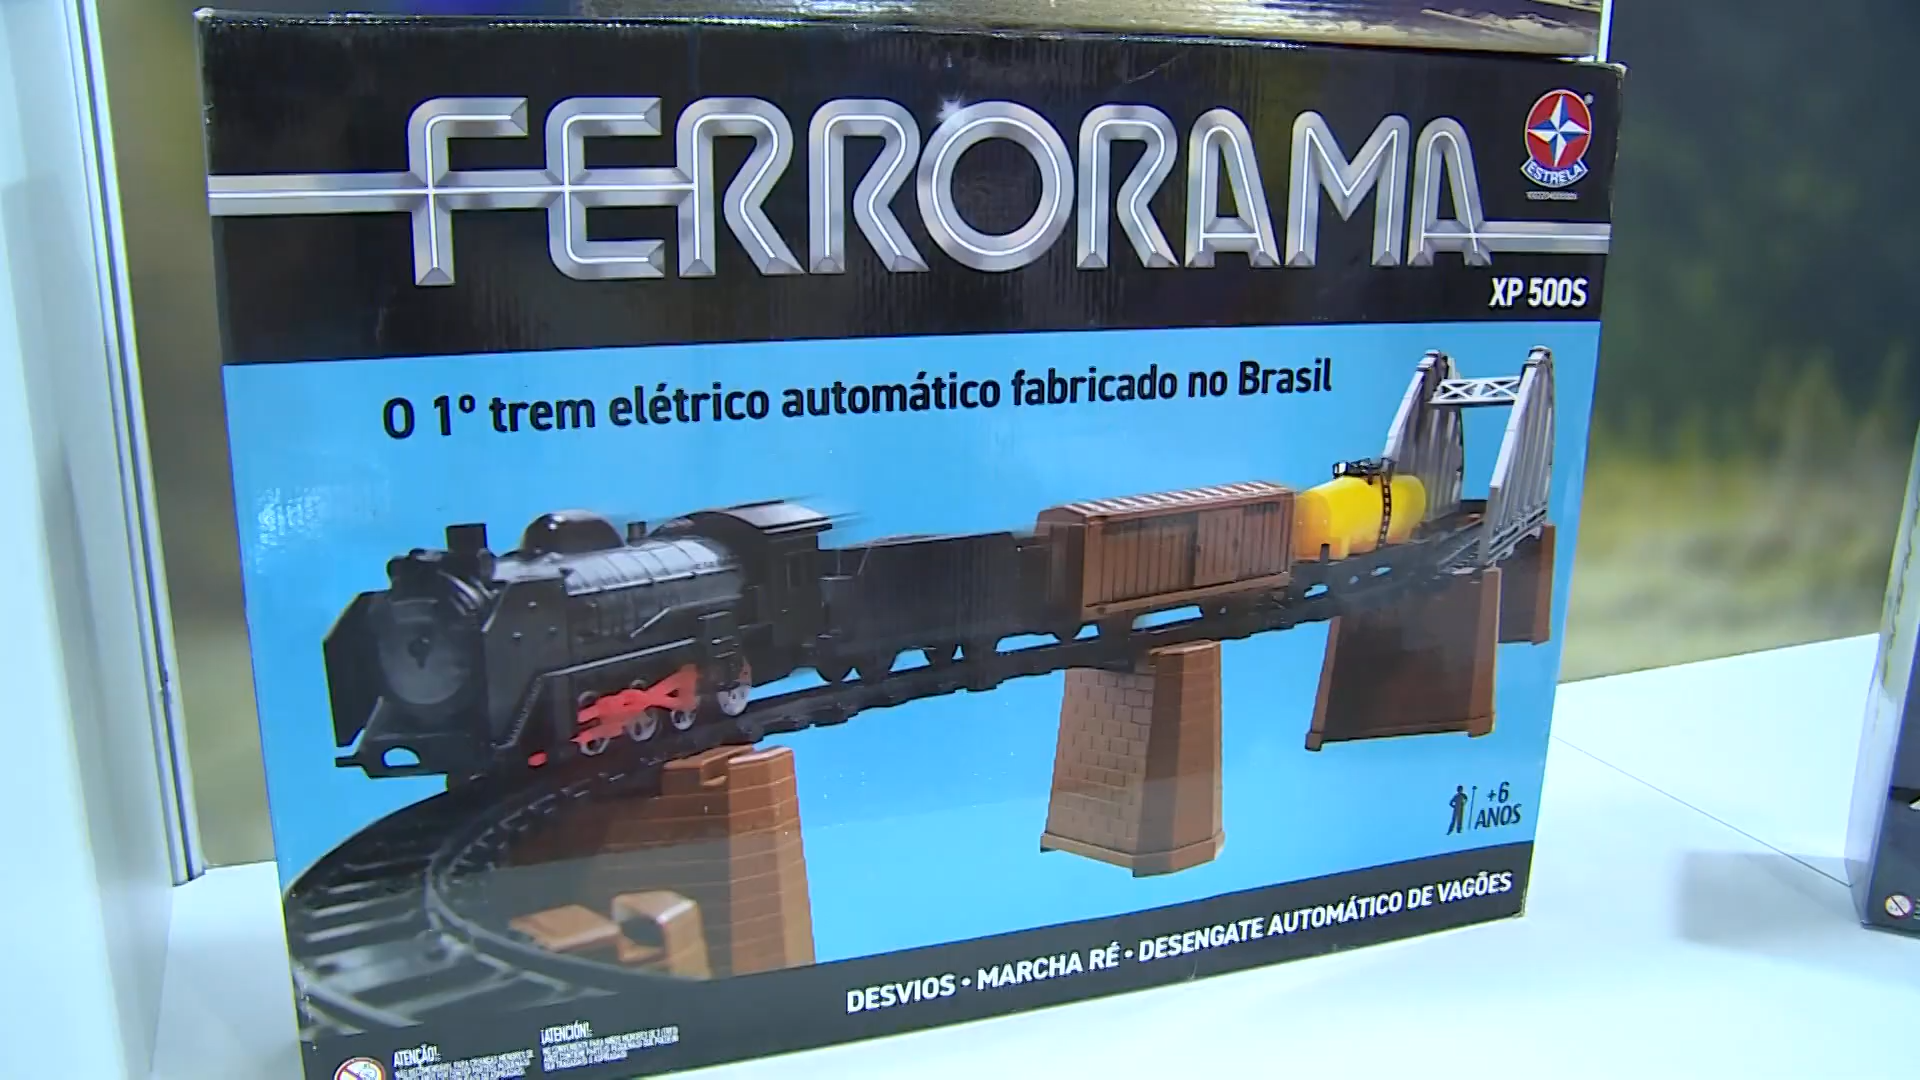 FERRORAMA
ESTRELA
XP 500S
O 1º trem elétrico automático fabricado no Brasil
+6
ANOS
DESVIOS • MARCHA RÉ • DESENGATE AUTOMÁTICO DE VAGÕES
ATENÇÃO!
¡ATENCIÓN!